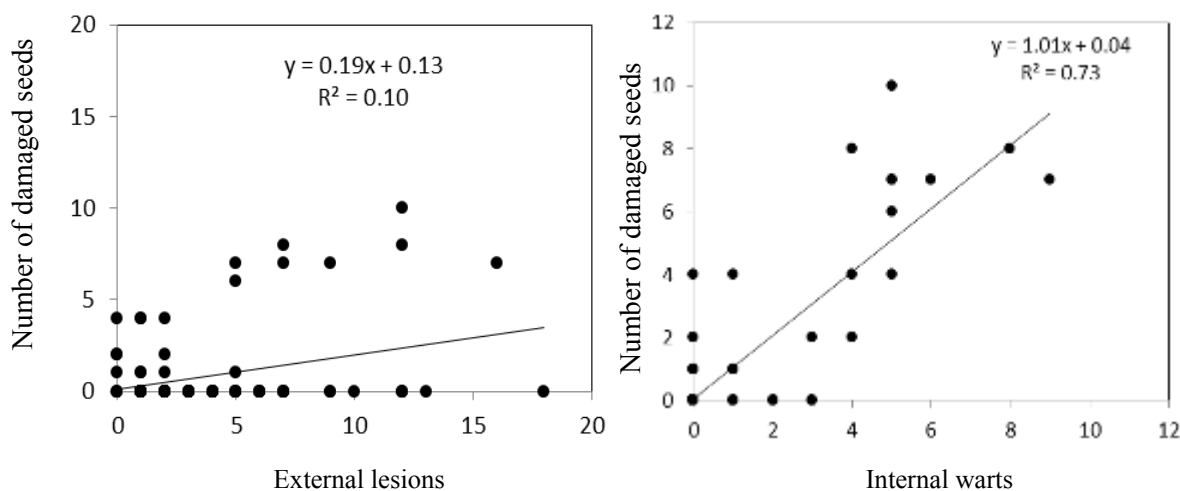 Number of damaged seeds
20
15
10
5
0
y = 0.19x + 0.13
R² = 0.10
0 5 10 15 20
External lesions
Number of damaged seeds
12
10
8
6
4
2
0
y = 1.01x + 0.04
R² = 0.73
0 2 4 6 8 10 12
Internal warts